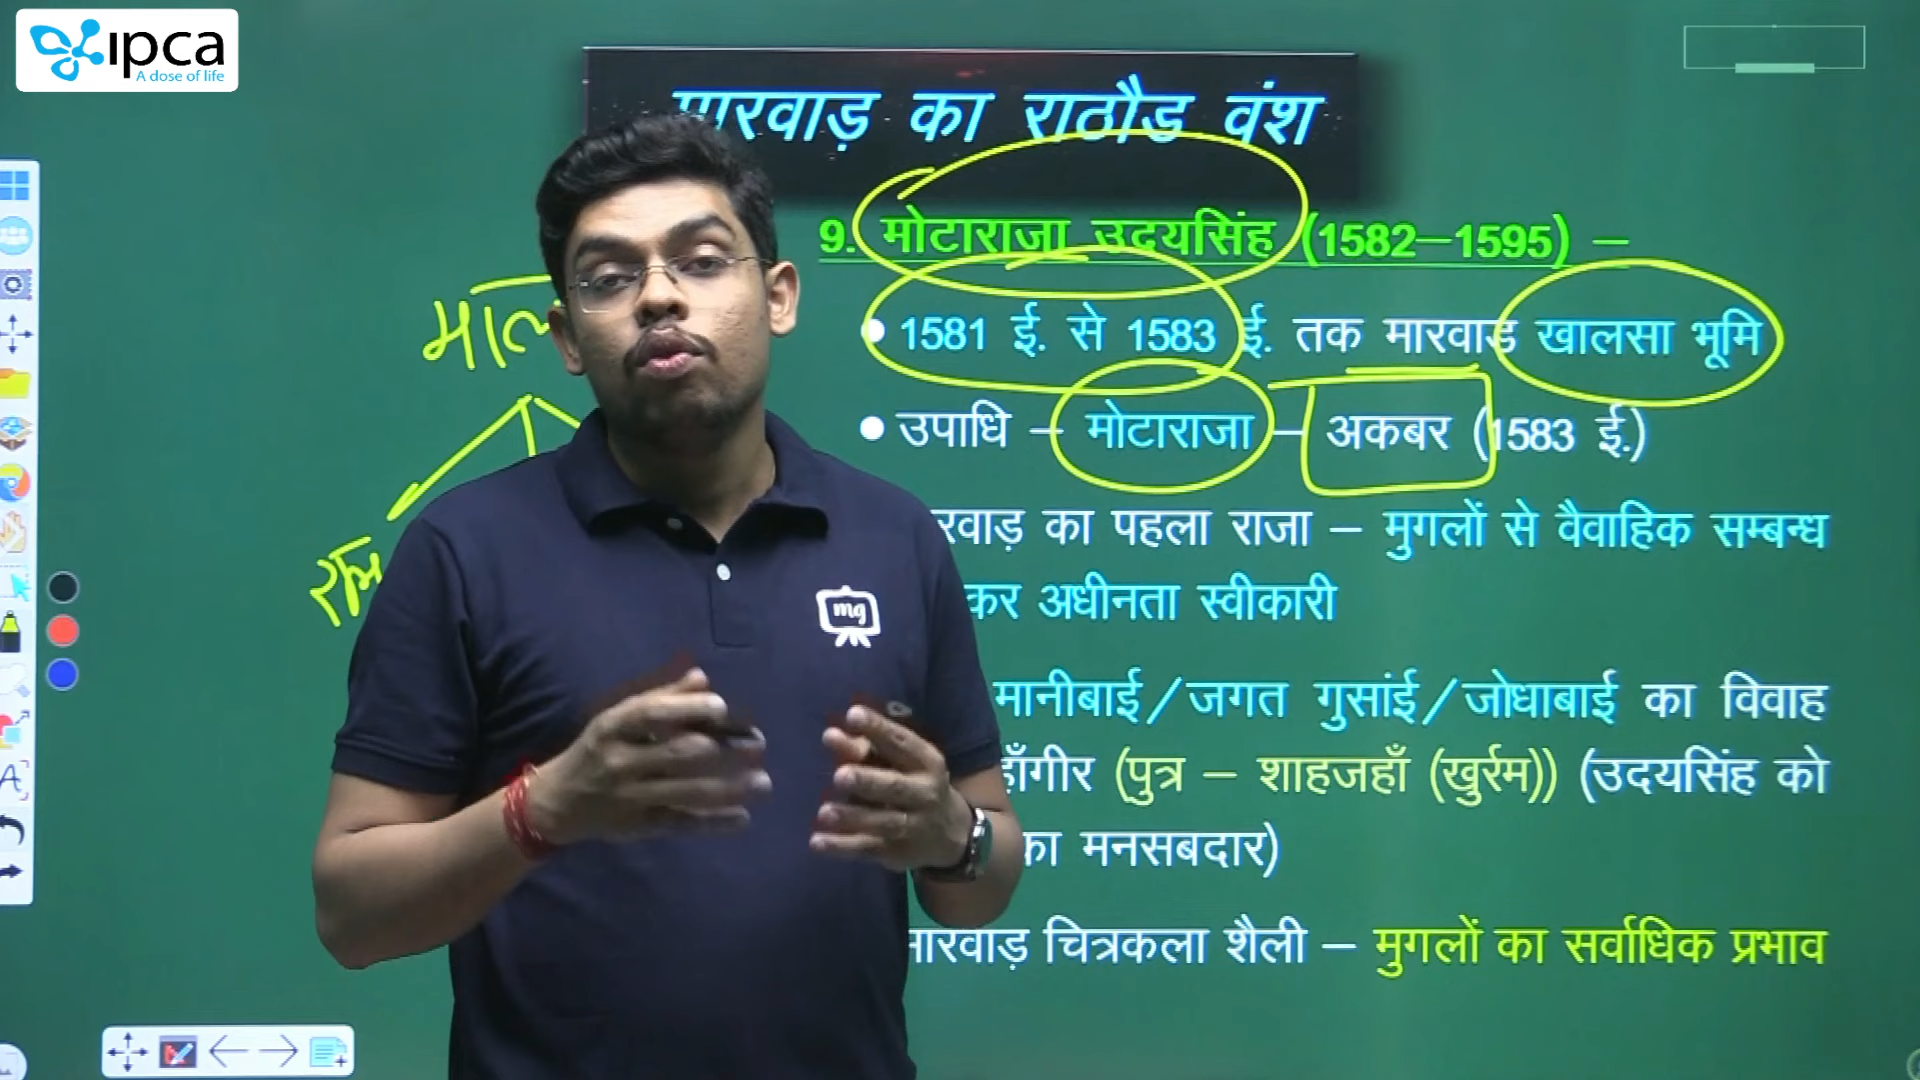 ipca
A dose of life
मारवाड़ का राठौड वंश
9. मोटाराजा उदयसिंह (1582–1595) –
• 1581 ई. से 1583 ई. तक मारवाड खालसा भूमि
• उपाधि – मोटाराजा – अकबर (1583 ई.)
रवाड़ का पहला राजा – मुगलों से वैवाहिक सम्बन्ध
कर अधीनता स्वीकारी
मानीबाई/जगत गुसांई/जोधाबाई का विवाह
हाँगीर (पुत्र – शाहजहाँ (खुर्रम)) (उदयसिंह को
का मनसबदार)
मारवाड़ चित्रकला शैली – मुगलों का सर्वाधिक प्रभाव
माल
राम
mg